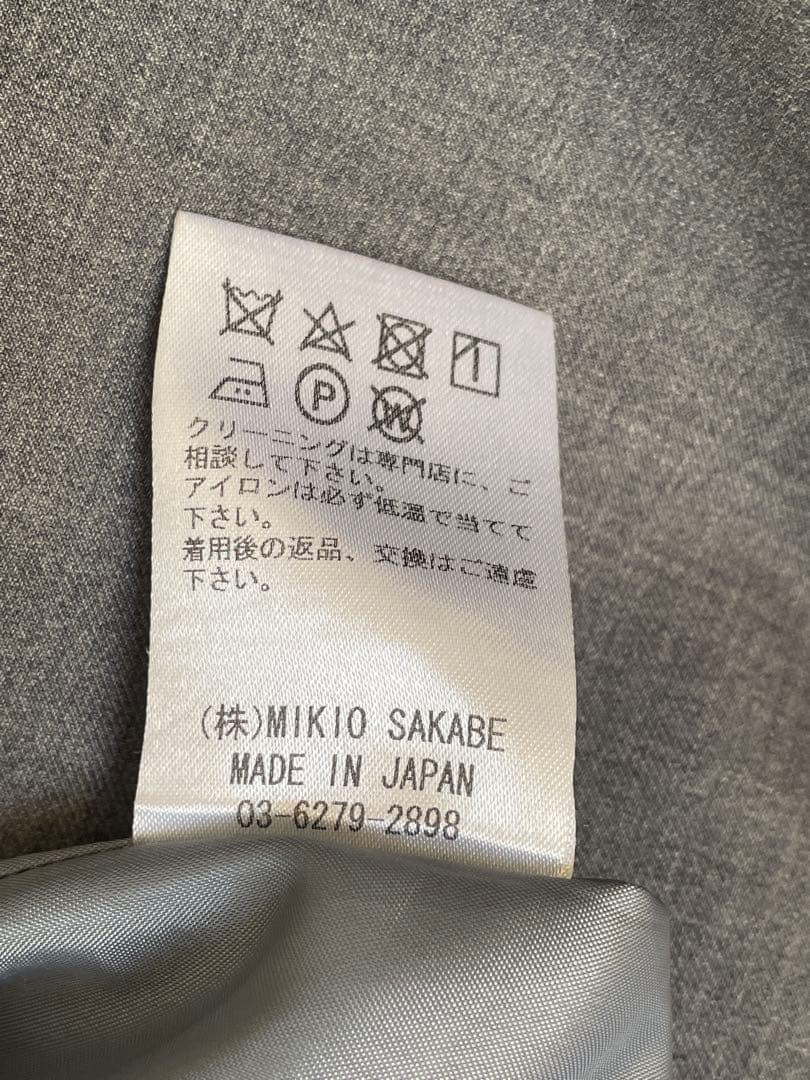 P
W
クリーニングは専門店に、ご
相談して下さい。
アイロンは必ず低温で当てて
下さい。
着用後の返品、交換はご遠慮
下さい。
(株)MIKIO SAKABE
MADE IN JAPAN
03-6279-2898